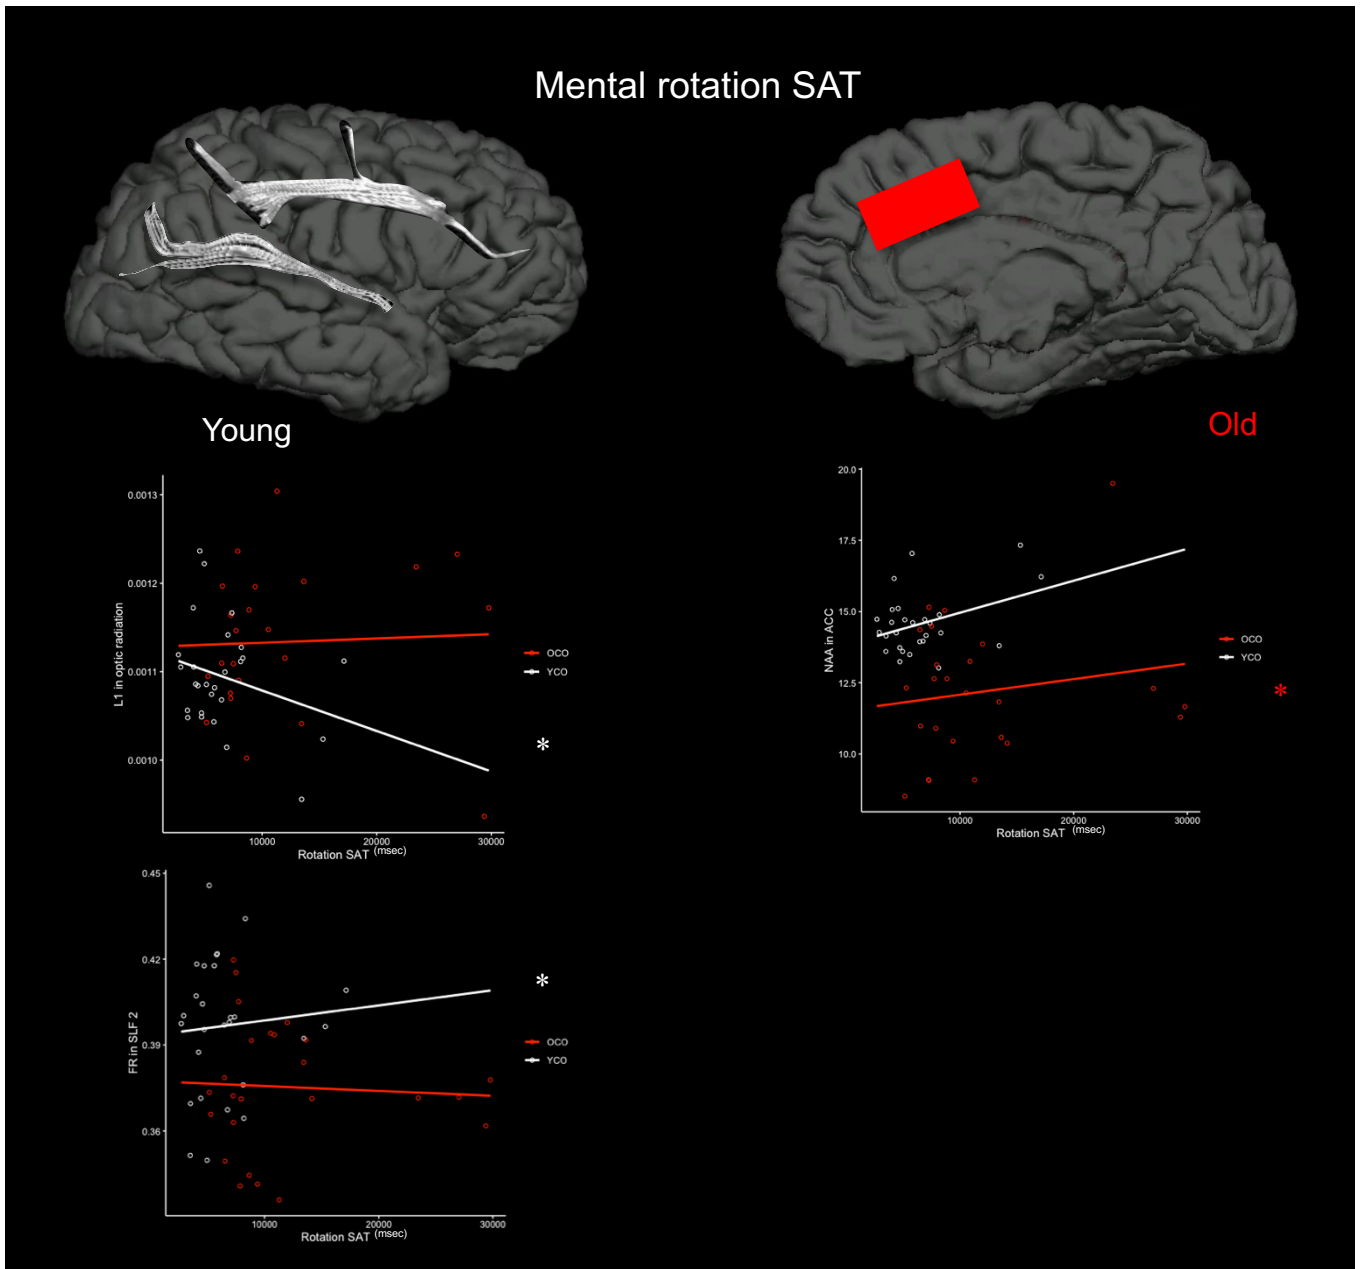 Mental rotation SAT
Young
Old
0.0013
0.0012
0.0011
0.0010
L1 in optic radiation
10000
20000
30000
Rotation SAT (msec)
OCO
YCO
*
20.0
17.5
15.0
12.5
10.0
NAA in ACC
10000
20000
30000
Rotation SAT (msec)
OCO
YCO
*
0.45
0.42
0.39
0.36
FR in SLF 2
10000
20000
30000
Rotation SAT (msec)
*
OCO
YCO